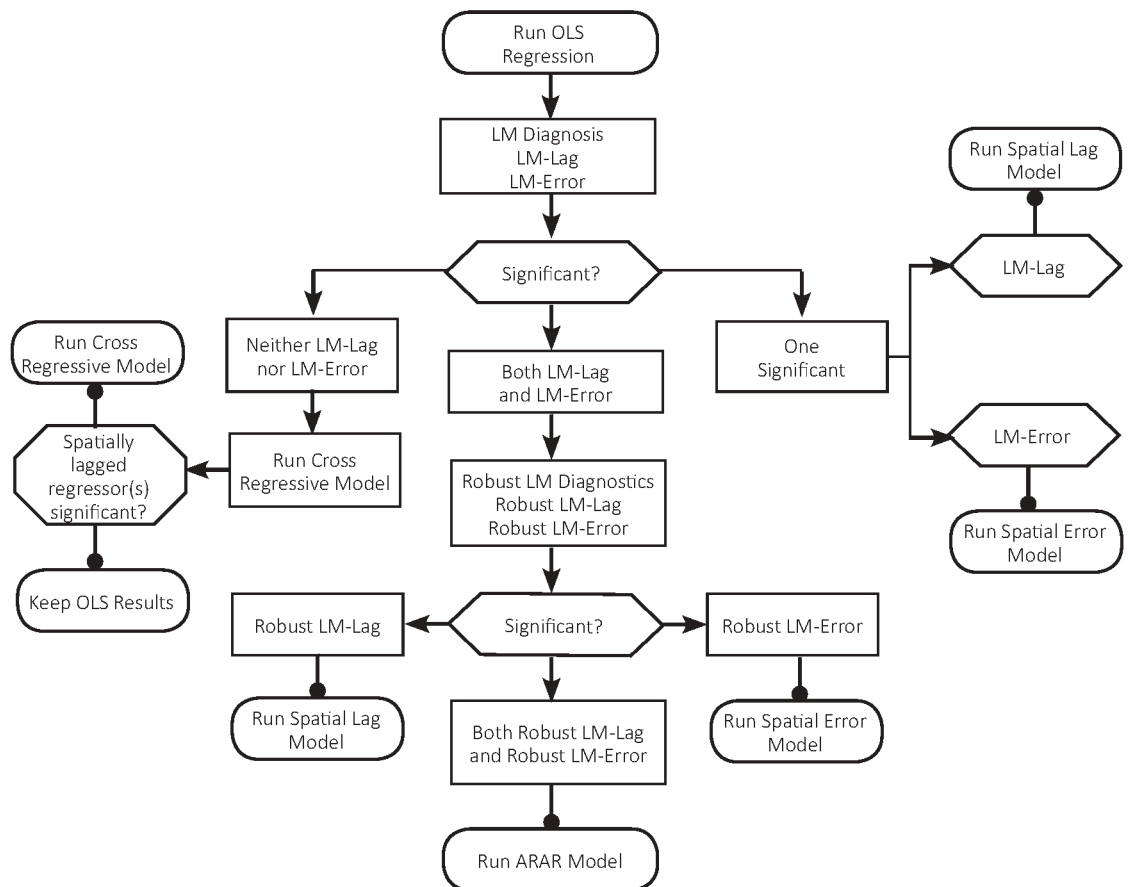 Run OLS
Regression
LM Diagnosis
LM-Lag
LM-Error
Significant?
Run Spatial Lag
Model
LM-Lag
Neither LM-Lag
nor LM-Error
Both LM-Lag
and LM-Error
One
Significant
LM-Error
Run Spatial Error
Model
Run Cross
Regressive Model
Spatially
lagged
regressor(s)
significant?
Run Cross
Regressive Model
Keep OLS Results
Robust LM Diagnostics
Robust LM-Lag
Robust LM-Error
Significant?
Robust LM-Lag
Run Spatial Lag
Model
Robust LM-Error
Run Spatial Error
Model
Both Robust LM-Lag
and Robust LM-Error
Run ARAR Model